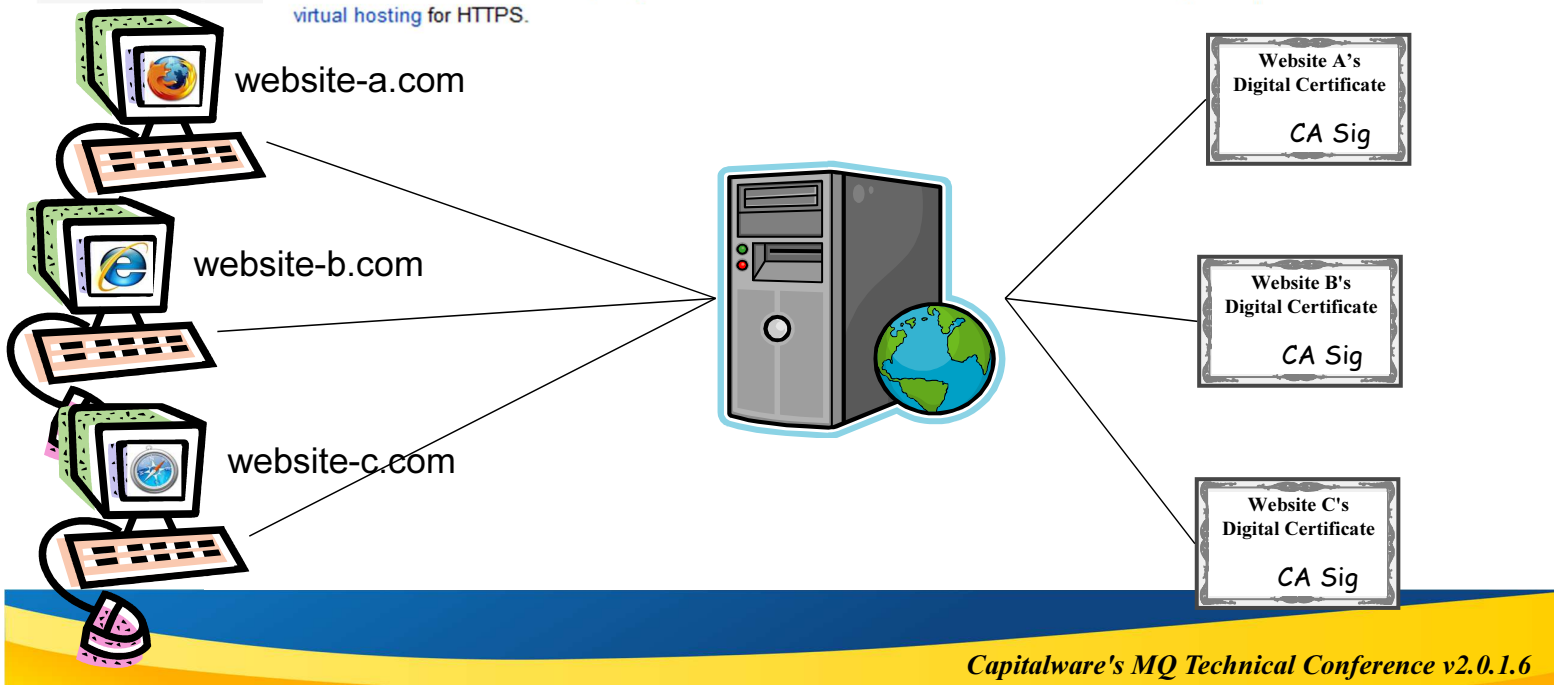 virtual hosting for HTTPS.
website-a.com
website-b.com
website-c.com
Website A’s
Digital Certificate
CA Sig
Website B's
Digital Certificate
CA Sig
Website C's
Digital Certificate
CA Sig
Capitalware's MQ Technical Conference v2.0.1.6